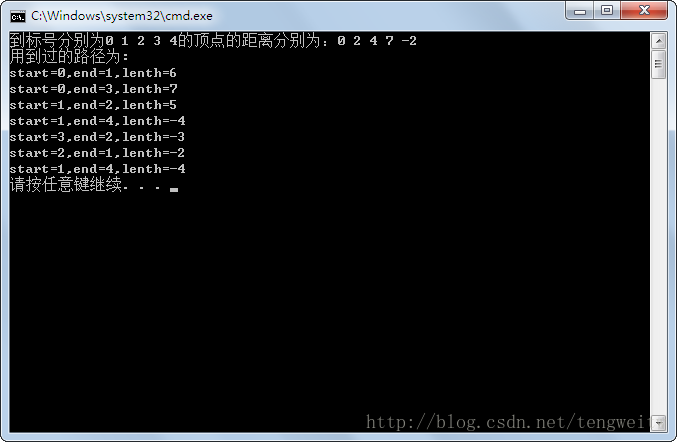 C:\Windows\system32\cmd.exe
到标号分别为0 1 2 3 4的顶点的距离分别为：0 2 4 7 -2
用到过的路径为：
start=0,end=1,lenth=6
start=0,end=3,lenth=7
start=1,end=2,lenth=5
start=1,end=4,lenth=-4
start=3,end=2,lenth=-3
start=2,end=1,lenth=-2
start=1,end=4,lenth=-4
请按任意键继续. . .
http://blog.csdn.net/tengweit